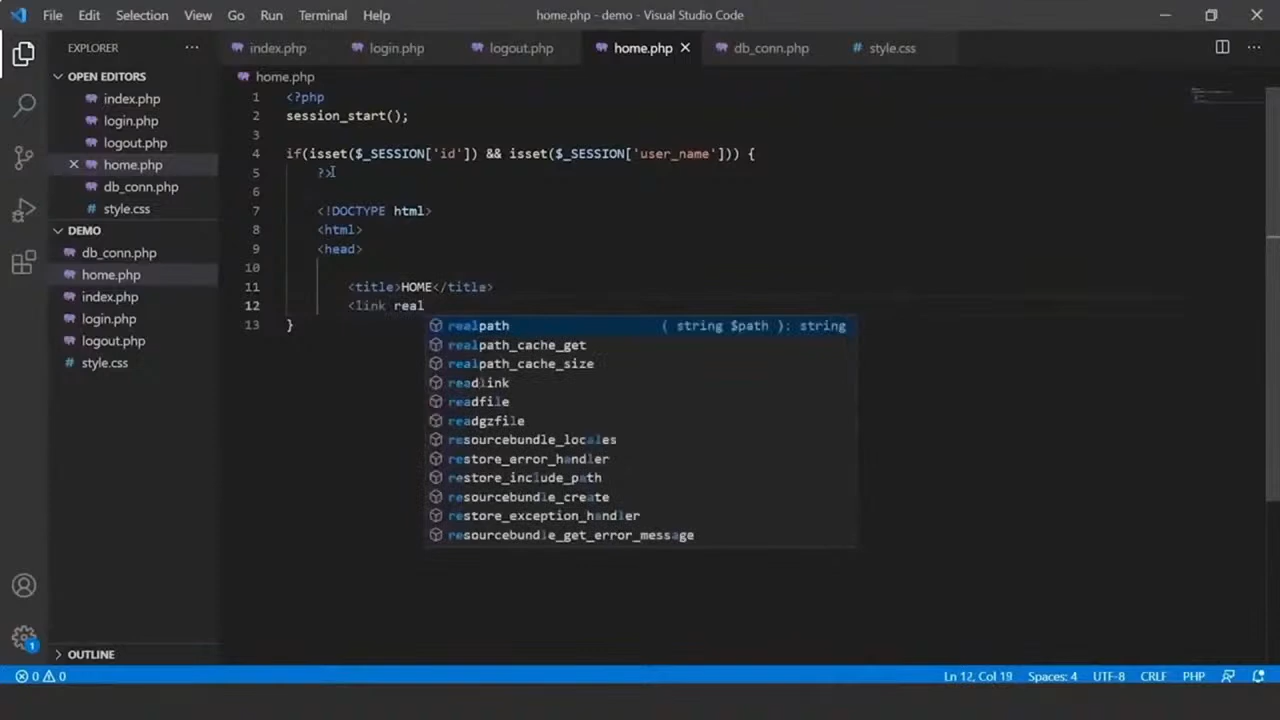 File Edit Selection View Go Run Terminal Help home.php - demo - Visual Studio Code
EXPLORER
index.php login.php logout.php home.php db_conn.php # style.css
OPEN EDITORS
index.php
login.php
logout.php
home.php
db_conn.php
# style.css
DEMO
db_conn.php
home.php
index.php
login.php
logout.php
# style.css
OUTLINE
home.php
1 <?php
2 session_start();
3
4 if(isset($_SESSION['id']) && isset($_SESSION['user_name'])) {
5 ?>
6
7 <!DOCTYPE html>
8 <html>
9 <head>
10
11 <title>HOME</title>
12 <link real
13 }
realpath ( string $path ): string
realpath_cache_get
realpath_cache_size
readlink
readfile
readgzfile
resourcebundle_locales
restore_error_handler
restore_include_path
resourcebundle_create
restore_exception_handler
resourcebundle_get_error_message
1
0 0 Ln 12, Col 19 Spaces: 4 UTF-8 CRLF PHP